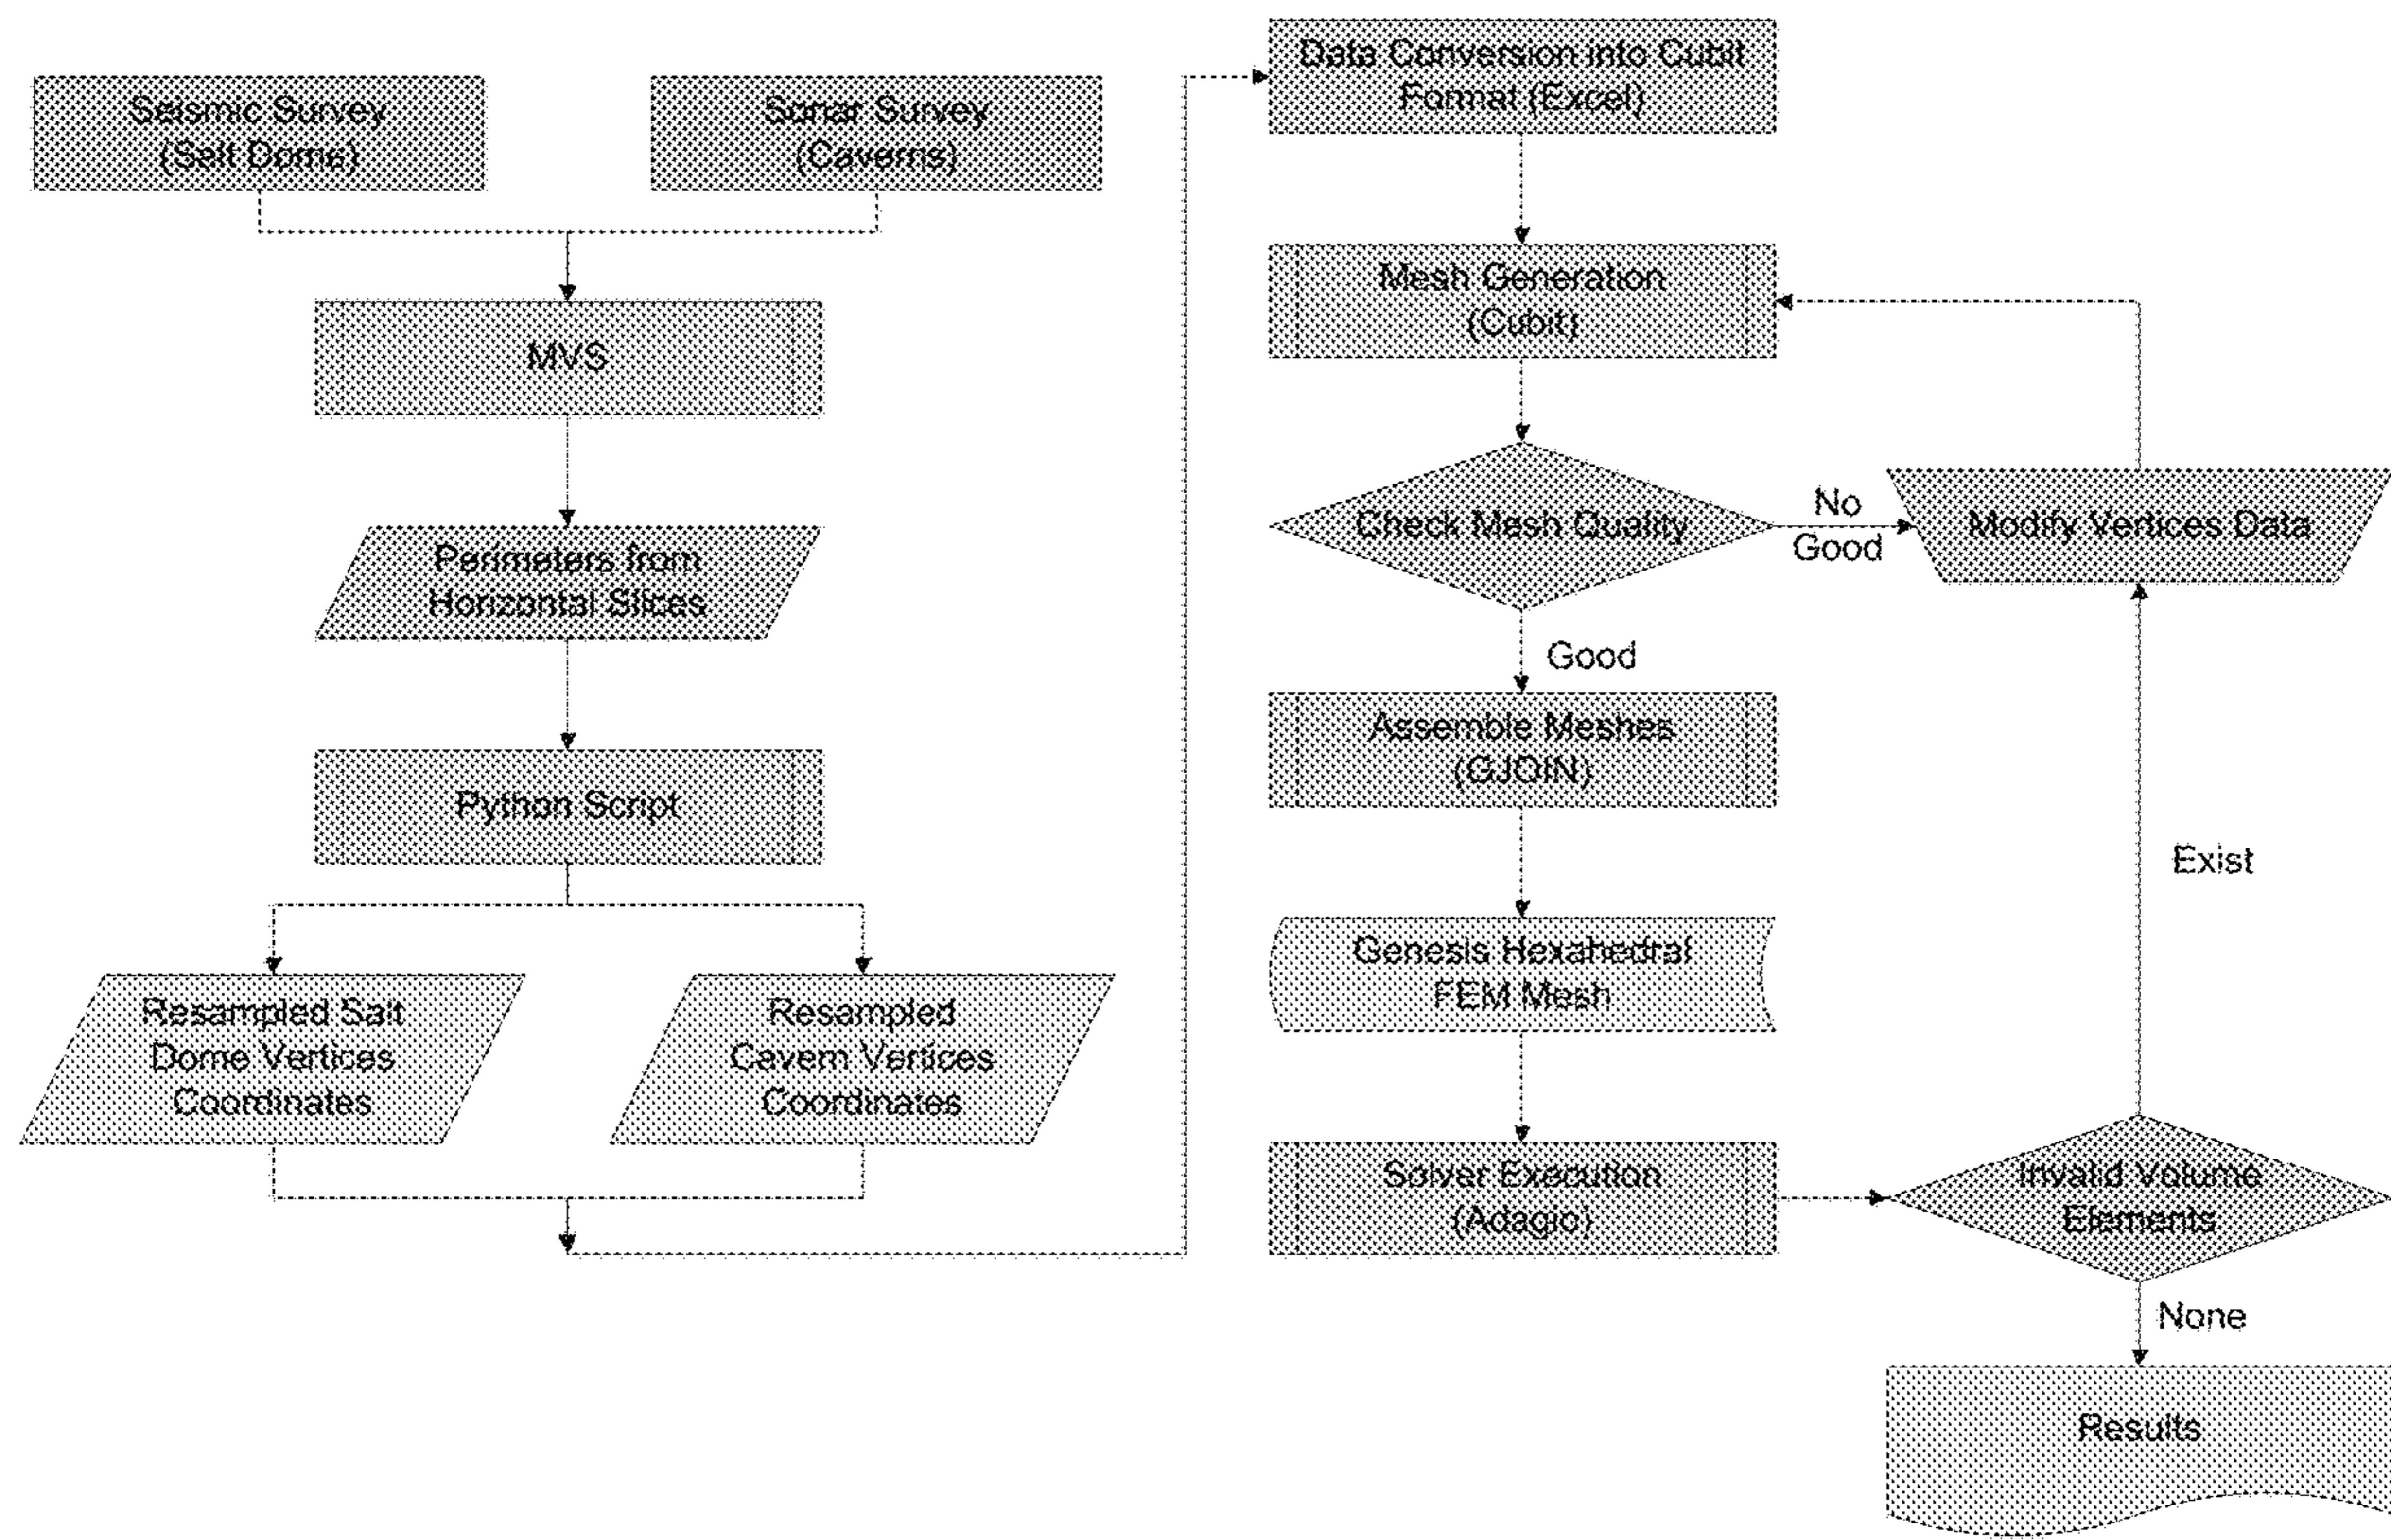 Seismic Survey
(Salt Dome)
Sonar Survey
(Caverns)
MVS
Perimeters from
Horizontal Slices
Python Script
Resampled Salt
Dome Vertices
Coordinates
Resampled
Cavern Vertices
Coordinates
Data Conversion into Cubit
Format (Excel)
Mesh Generation
(Cubit)
Check Mesh Quality
No
Good
Modify Vertices Data
Good
Assemble Meshes
(GJOIN)
Exist
Genesis Hexahedral
FEM Mesh
Solver Execution
(Adagio)
Invalid Volume
Elements
None
Results